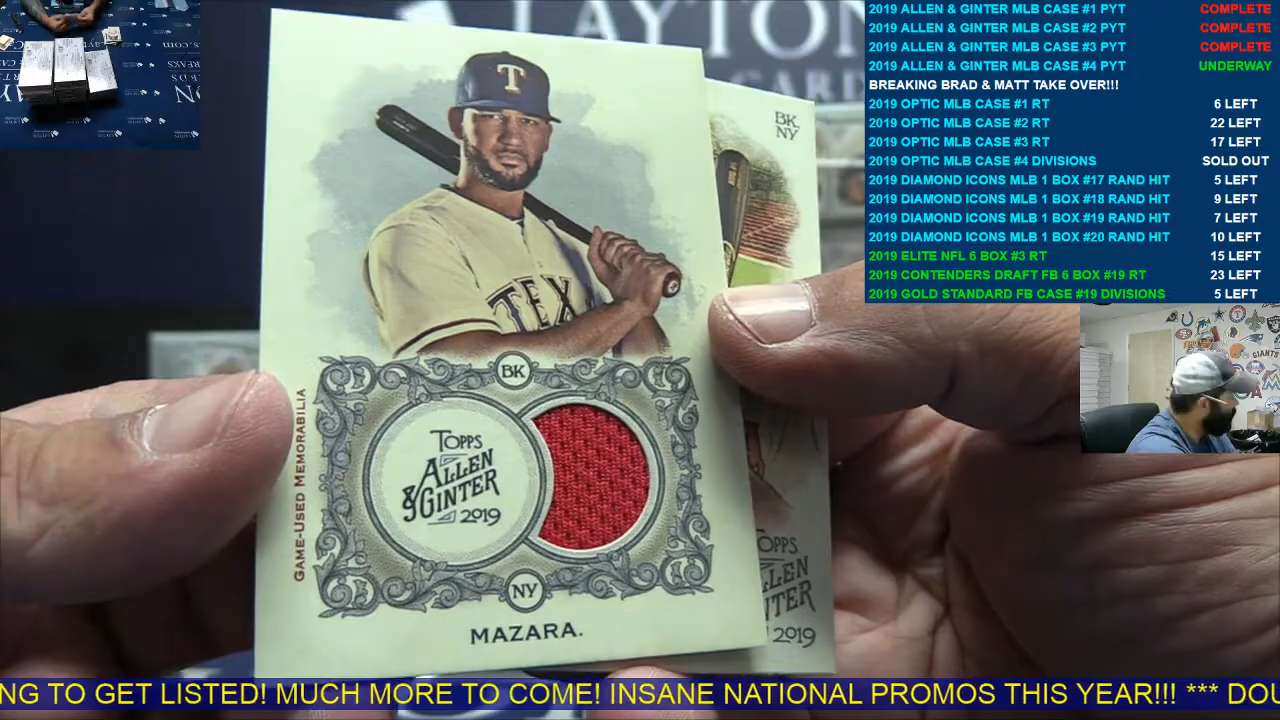 LAYTON
CARDS
2019 ALLEN & GINTER MLB CASE #1 PYT COMPLETE
2019 ALLEN & GINTER MLB CASE #2 PYT COMPLETE
2019 ALLEN & GINTER MLB CASE #3 PYT COMPLETE
2019 ALLEN & GINTER MLB CASE #4 PYT UNDERWAY
BREAKING BRAD & MATT TAKE OVER!!!
2019 OPTIC MLB CASE #1 RT 6 LEFT
2019 OPTIC MLB CASE #2 RT 22 LEFT
2019 OPTIC MLB CASE #3 RT 17 LEFT
2019 OPTIC MLB CASE #4 DIVISIONS SOLD OUT
2019 DIAMOND ICONS MLB 1 BOX #17 RAND HIT 5 LEFT
2019 DIAMOND ICONS MLB 1 BOX #18 RAND HIT 9 LEFT
2019 DIAMOND ICONS MLB 1 BOX #19 RAND HIT 7 LEFT
2019 DIAMOND ICONS MLB 1 BOX #20 RAND HIT 10 LEFT
2019 ELITE NFL 6 BOX #3 RT 15 LEFT
2019 CONTENDERS DRAFT FB 6 BOX #19 RT 23 LEFT
2019 GOLD STANDARD FB CASE #19 DIVISIONS 5 LEFT
T
TEX
BK
GAME-USED MEMORABILIA
TOPPS
ALLEN
& GINTER
2019
NY
MAZARA.
BK
NY
OPPS
LLEN
NTER
2019
GIANTS
NG TO GET LISTED! MUCH MORE TO COME! INSANE NATIONAL PROMOS THIS YEAR!!! *** DOU